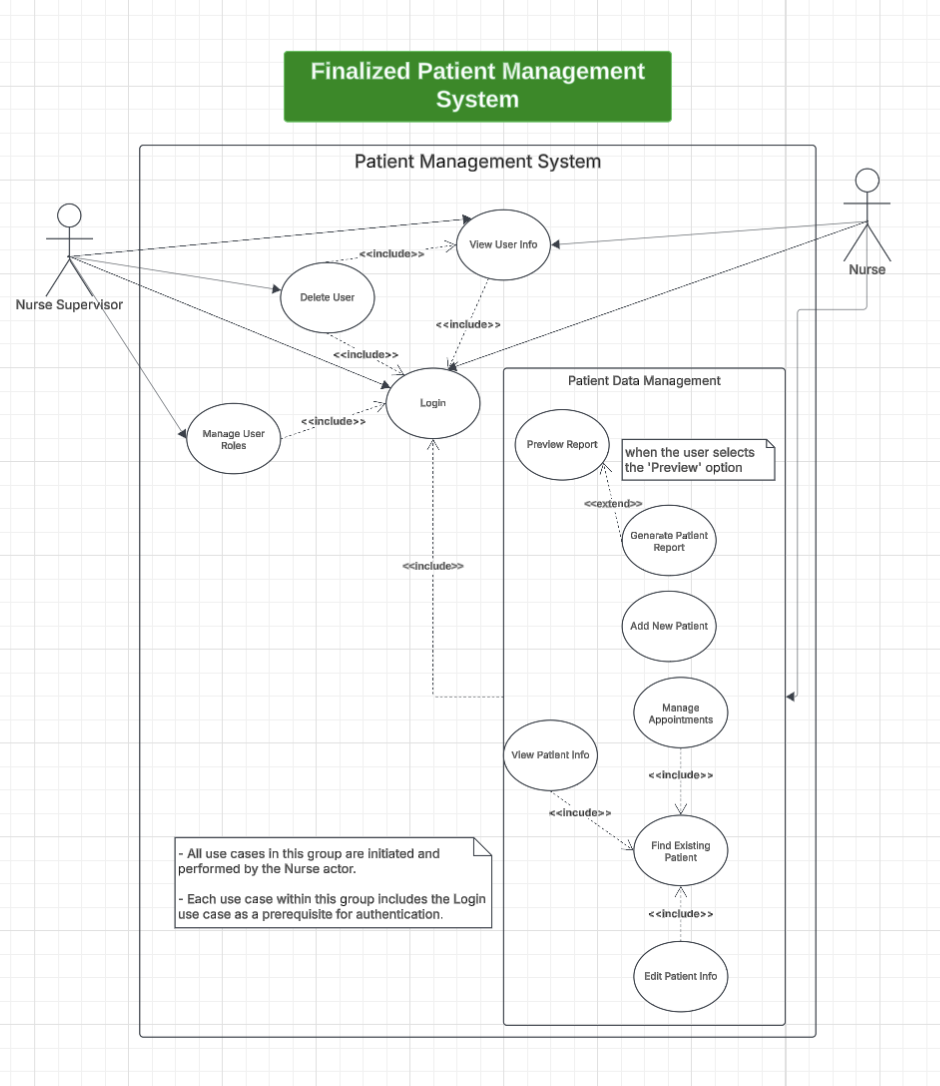 Finalized Patient Management
System
Patient Management System
Nurse Supervisor
Nurse
View User Info
<<include>>
Delete User
<<include>>
<<include>>
Login
Manage User
Roles
<<include>>
Patient Data Management
Preview Report
when the user selects
the 'Preview' option
<<extend>>
Generate Patient
Report
<<include>>
Add New Patient
Manage
Appointments
View Patient Info
<<include>>
<<incude>>
Find Existing
Patient
- All use cases in this group are initiated and
performed by the Nurse actor.
- Each use case within this group includes the Login
use case as a prerequisite for authentication.
<<include>>
Edit Patient Info